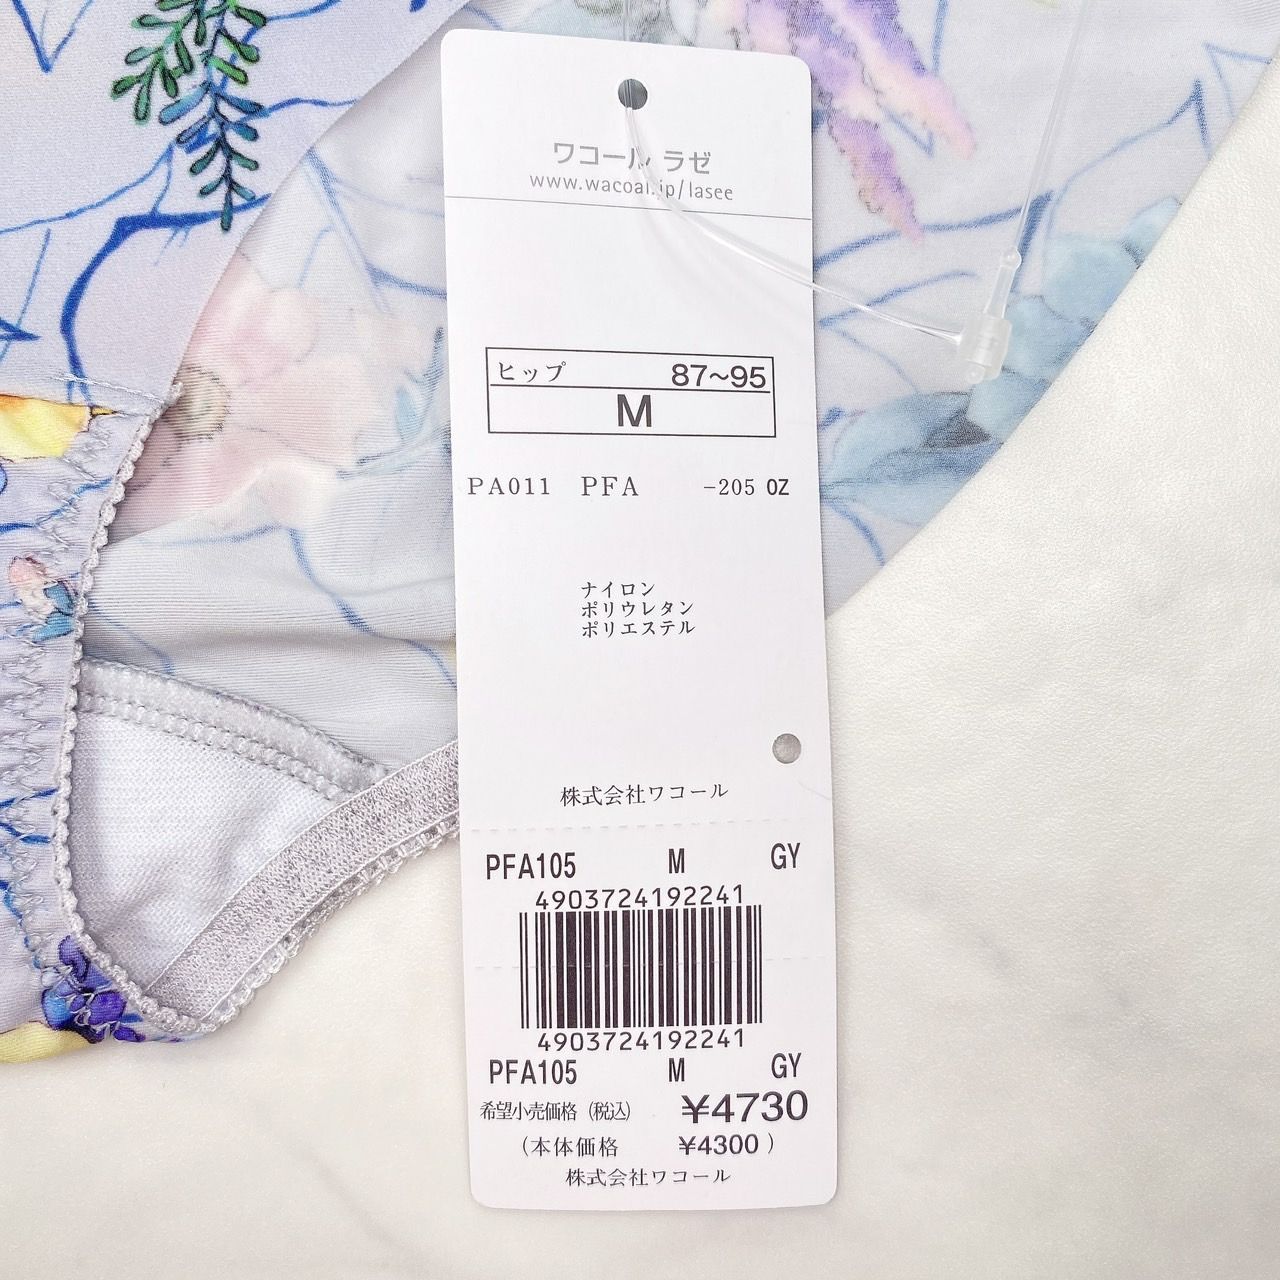 ワコール ラゼ
www.wacoal.jp/lasee
ヒップ 87~95
M
PA011 PFA -205 OZ
ナイロン
ポリウレタン
ポリエステル
株式会社ワコール
PFA105 M GY
4903724192241
4903724192241
PFA105 M GY
希望小売価格(税込) ¥4730
(本体価格 ¥4300)
株式会社ワコール